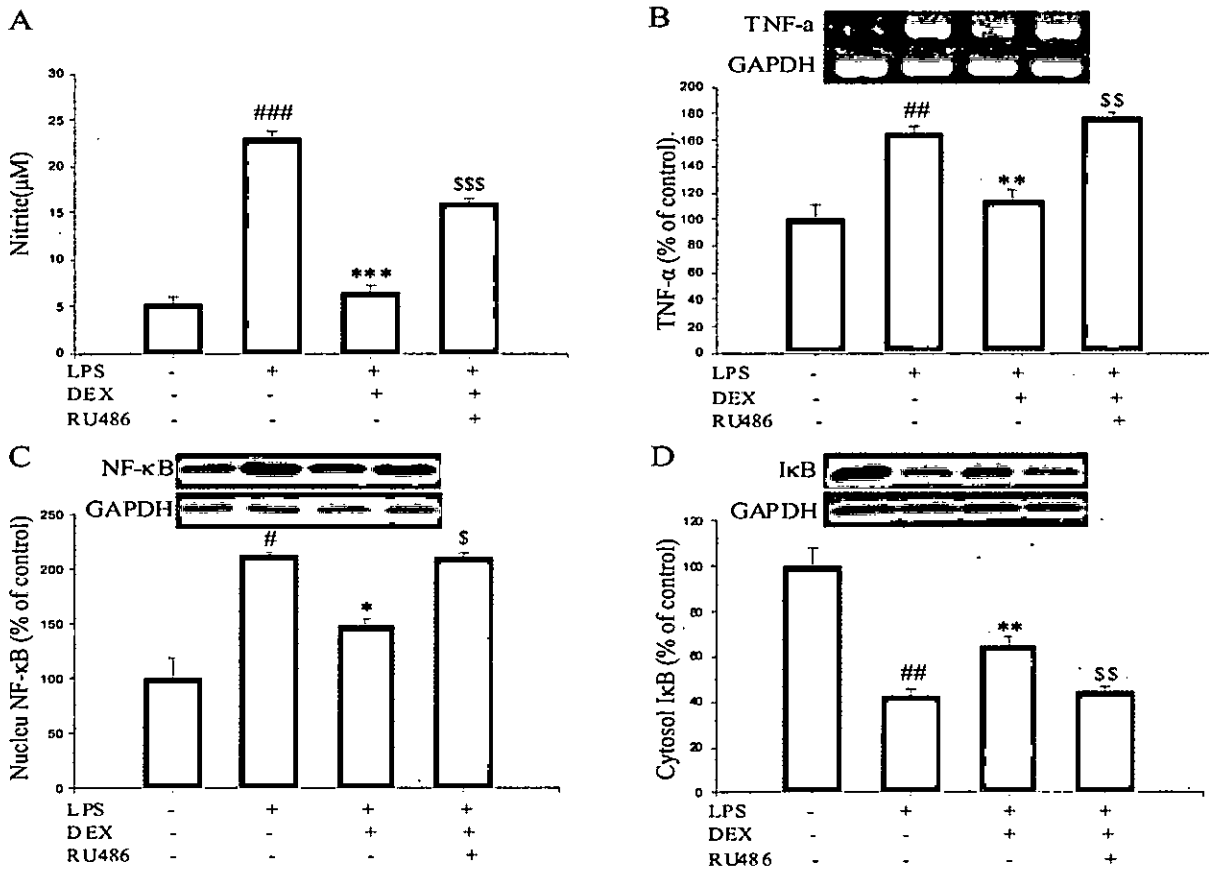 A
30
25
20
15
10
5
0
Nitrite(μM)
###
***
$$$
LPS - + + +
DEX - - + +
RU486 - - - +
B
TNF-a
GAPDH
200
180
160
140
120
100
80
60
40
20
0
TNF-α (% of control).
##
**
$$
LPS - + + +
DEX - - + +
RU486 - - - +
C
NF-κB
GAPDH
250
200
150
100
50
0
Nucleu NF-κB (% of control)
#
*
$
LPS - + + +
DEX - - + +
RU486 - - - +
D
IκB
GAPDH
120
100
80
60
40
20
0
Cytosol IκB (% of control)
##
**
$$
LPS - + + +
DEX - - + +
RU486 - - - +